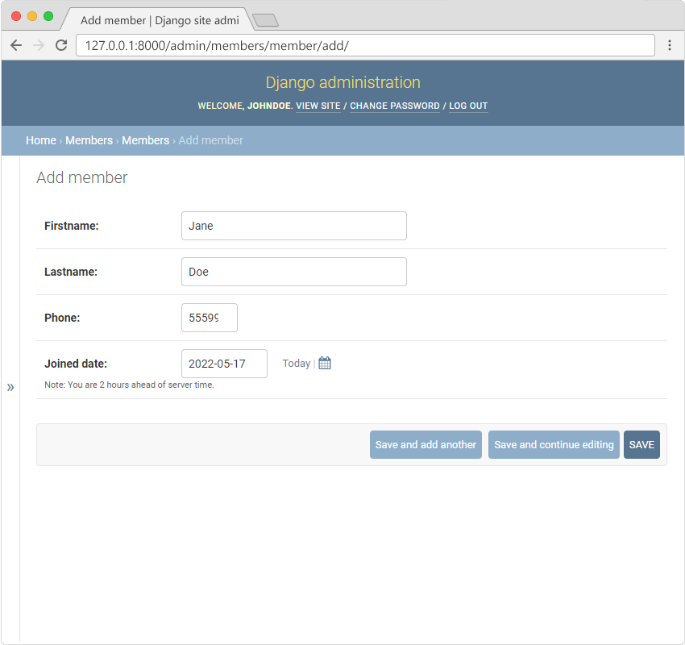 Add member | Django site admi
127.0.0.1:8000/admin/members/member/add/
Django administration
WELCOME, JOHNDOE. VIEW SITE / CHANGE PASSWORD / LOG OUT
Home › Members › Members › Add member
Add member
Firstname: Jane
Lastname: Doe
Phone: 55599
Joined date: 2022-05-17 Today |
Note: You are 2 hours ahead of server time.
»
Save and add another Save and continue editing SAVE